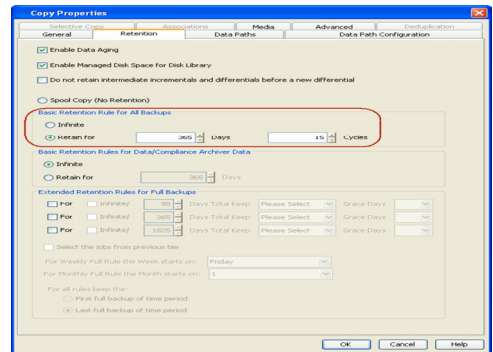 Copy Properties
Selective Copy Associations Media Advanced Deduplication
General Retention Data Paths Data Path Configuration
Enable Data Aging
Enable Managed Disk Space for Disk Library
Do not retain intermediate incrementals and differentials before a new differential
Spool Copy (No Retention)
Basic Retention Rule for All Backups
Infinite
Retain for 365 Days 15 Cycles
Basic Retention Rules for Data/Compliance Archiver Data
Infinite
Retain for 365 Days
Extended Retention Rules for Full Backups
For Infinite/ 90 Days Total Keep Please Select Grace Days
For Infinite/ 365 Days Total Keep Please Select Grace Days
For Infinite/ 1825 Days Total Keep Please Select Grace Days
Select the jobs from previous tier
For Weekly Full Rule the Week starts on: Friday
For Monthly Full Rule the Month starts on: 1
For all rules keep the:
First full backup of time period
Last full backup of time period
OK Cancel Help